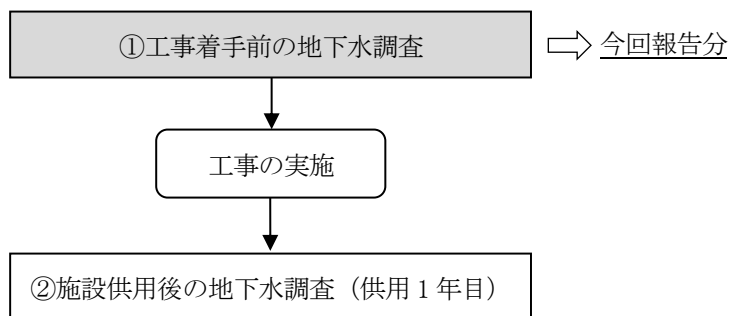 ①工事着手前の地下水調査
今回報告分
工事の実施
②施設供用後の地下水調査（供用１年目）